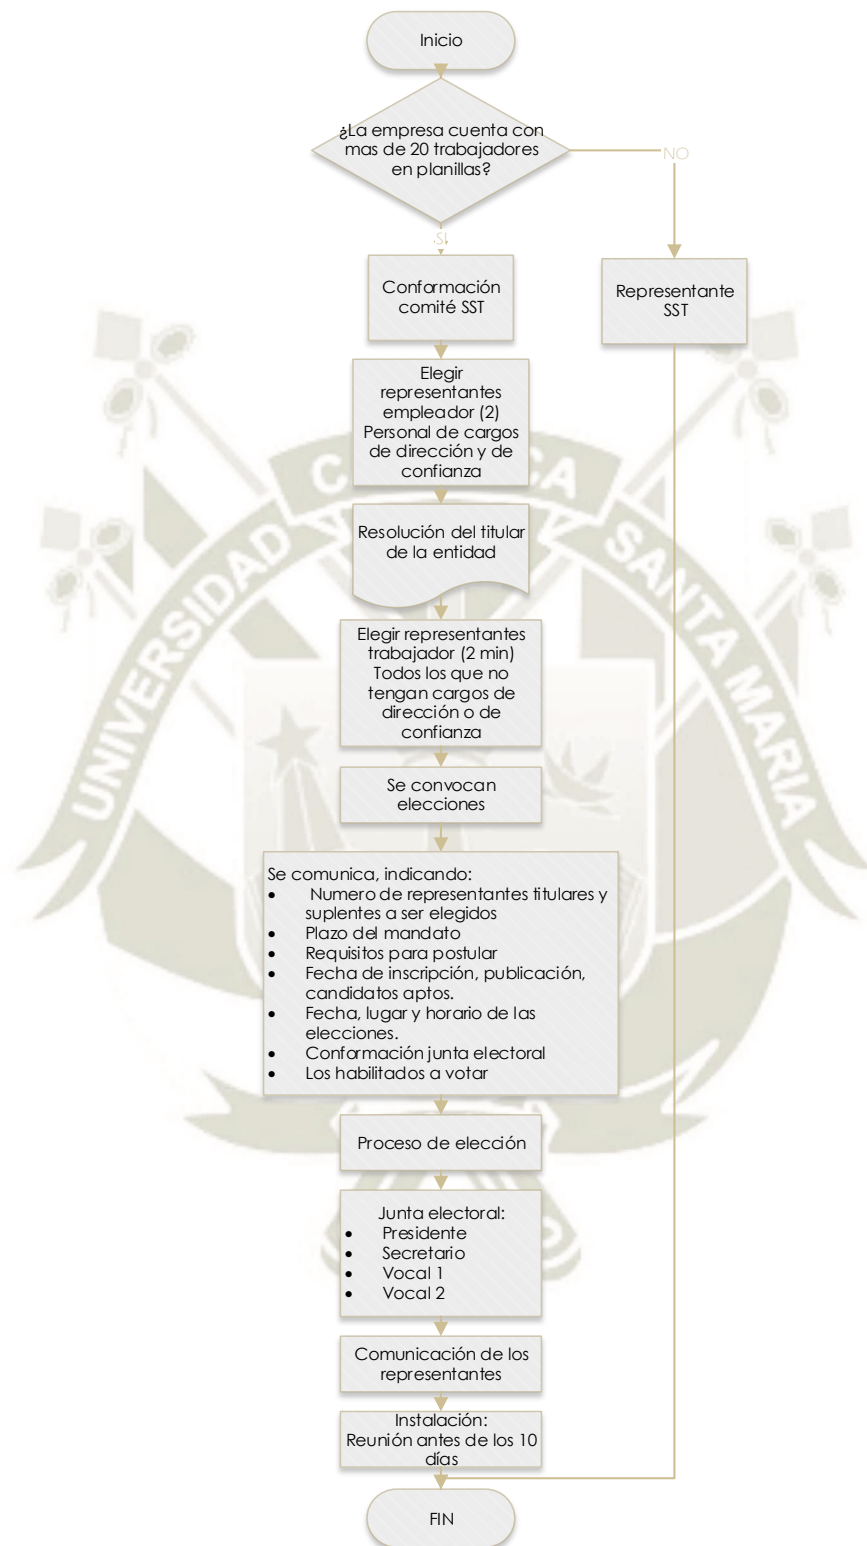 Inicio
¿La empresa cuenta con
mas de 20 trabajadores
en planillas?
NO
SI
Conformación
comité SST
Representante
SST
Elegir
representantes
empleador (2)
Personal de cargos
de dirección y de
confianza
Resolución del titular
de la entidad
Elegir representantes
trabajador (2 min)
Todos los que no
tengan cargos de
dirección o de
confianza
Se convocan
elecciones
Se comunica, indicando:
• Numero de representantes titulares y
suplentes a ser elegidos
• Plazo del mandato
• Requisitos para postular
• Fecha de inscripción, publicación,
candidatos aptos.
• Fecha, lugar y horario de las
elecciones.
• Conformación junta electoral
• Los habilitados a votar
Proceso de elección
Junta electoral:
• Presidente
• Secretario
• Vocal 1
• Vocal 2
Comunicación de los
representantes
Instalación:
Reunión antes de los 10
días
FIN
UNIVERSIDAD
SANTA MARIA